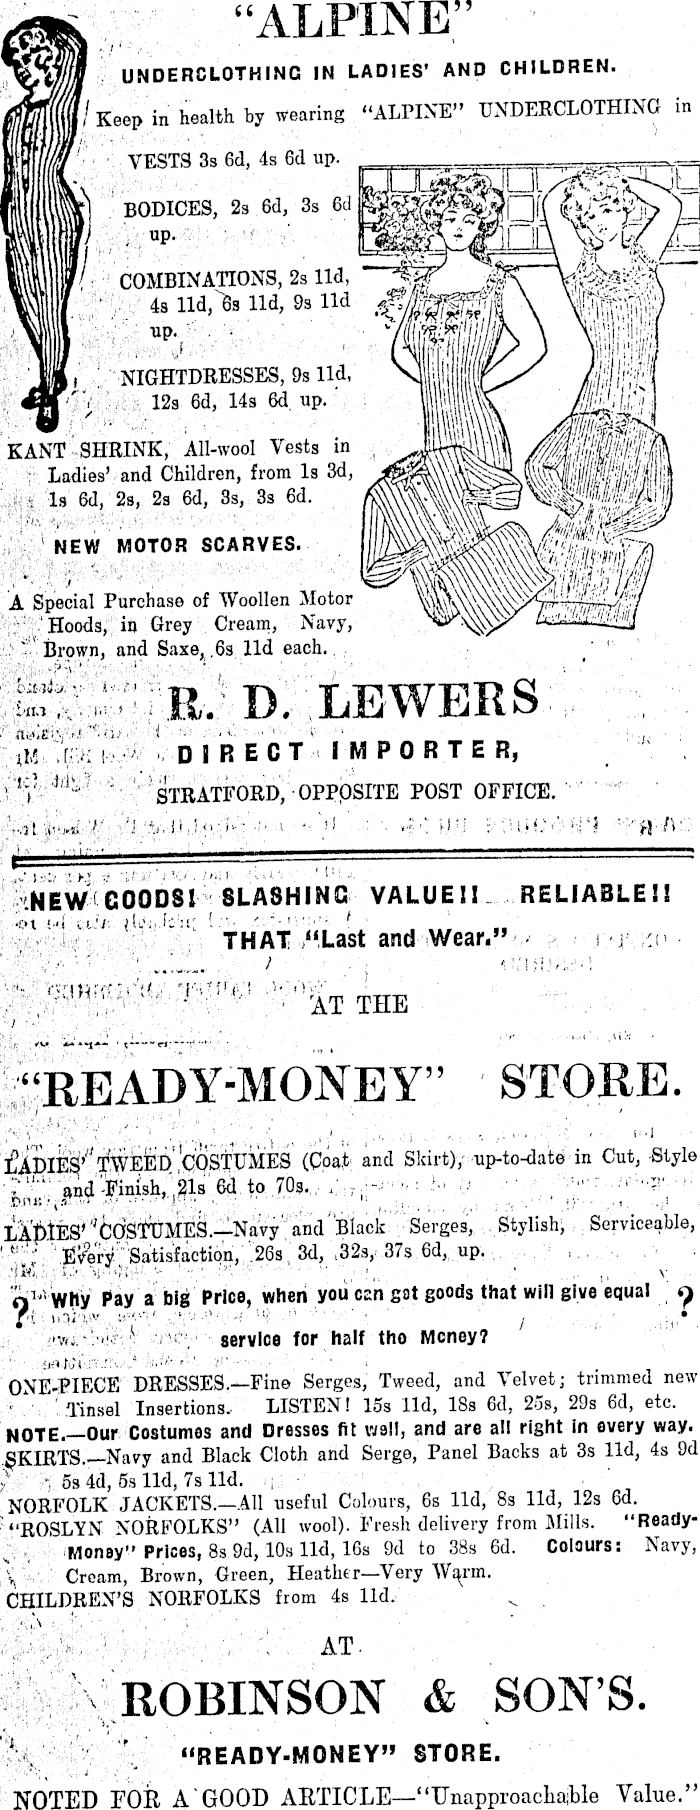 "ALPINE"
UNDERCLOTHING IN LADIES' AND CHILDREN.
Keep in health by wearing "ALPINE" UNDERCLOTHING in
VESTS 3s 6d, 4s 6d up.
BODICES, 2s 6d, 3s 6d
up.
COMBINATIONS, 2s 11d,
4s 11d, 6s 11d, 9s 11d
up.
NIGHTDRESSES, 9s 11d,
12s 6d, 14s 6d up.
KANT SHRINK, All-wool Vests in
Ladies' and Children, from 1s 3d,
1s 6d, 2s, 2s 6d, 3s, 3s 6d.
NEW MOTOR SCARVES.
A Special Purchase of Woollen Motor
Hoods, in Grey Cream, Navy,
Brown, and Saxe, 6s 11d each.
R. D. LEWERS
DIRECT IMPORTER,
STRATFORD, OPPOSITE POST OFFICE.
NEW GOODS! SLASHING VALUE!! RELIABLE!!
THAT "Last and Wear."
AT THE
"READY-MONEY" STORE.
LADIES' TWEED COSTUMES (Coat and Skirt), up-to-date in Cut, Style
and Finish, 21s 6d to 70s.
LADIES' COSTUMES.—Navy and Black Serges, Stylish, Serviceable,
Every Satisfaction, 26s 3d, 32s, 37s 6d, up.
? Why Pay a big Price, when you can get goods that will give equal ?
service for half the Money?
ONE-PIECE DRESSES.—Fine Serges, Tweed, and Velvet; trimmed new
Tinsel Insertions. LISTEN! 15s 11d, 18s 6d, 25s, 29s 6d, etc.
NOTE.—Our Costumes and Dresses fit well, and are all right in every way.
SKIRTS.—Navy and Black Cloth and Serge, Panel Backs at 3s 11d, 4s 9d
5s 4d, 5s 11d, 7s 11d.
NORFOLK JACKETS.—All useful Colours, 6s 11d, 8s 11d, 12s 6d.
"ROSLYN NORFOLKS" (All wool). Fresh delivery from Mills. "Ready-
Money" Prices, 8s 9d, 10s 11d, 16s 9d to 38s 6d. Colours: Navy,
Cream, Brown, Green, Heather—Very Warm.
CHILDREN'S NORFOLKS from 4s 11d.
AT
ROBINSON & SON'S.
"READY-MONEY" STORE.
NOTED FOR A GOOD ARTICLE—"Unapproachable Value."